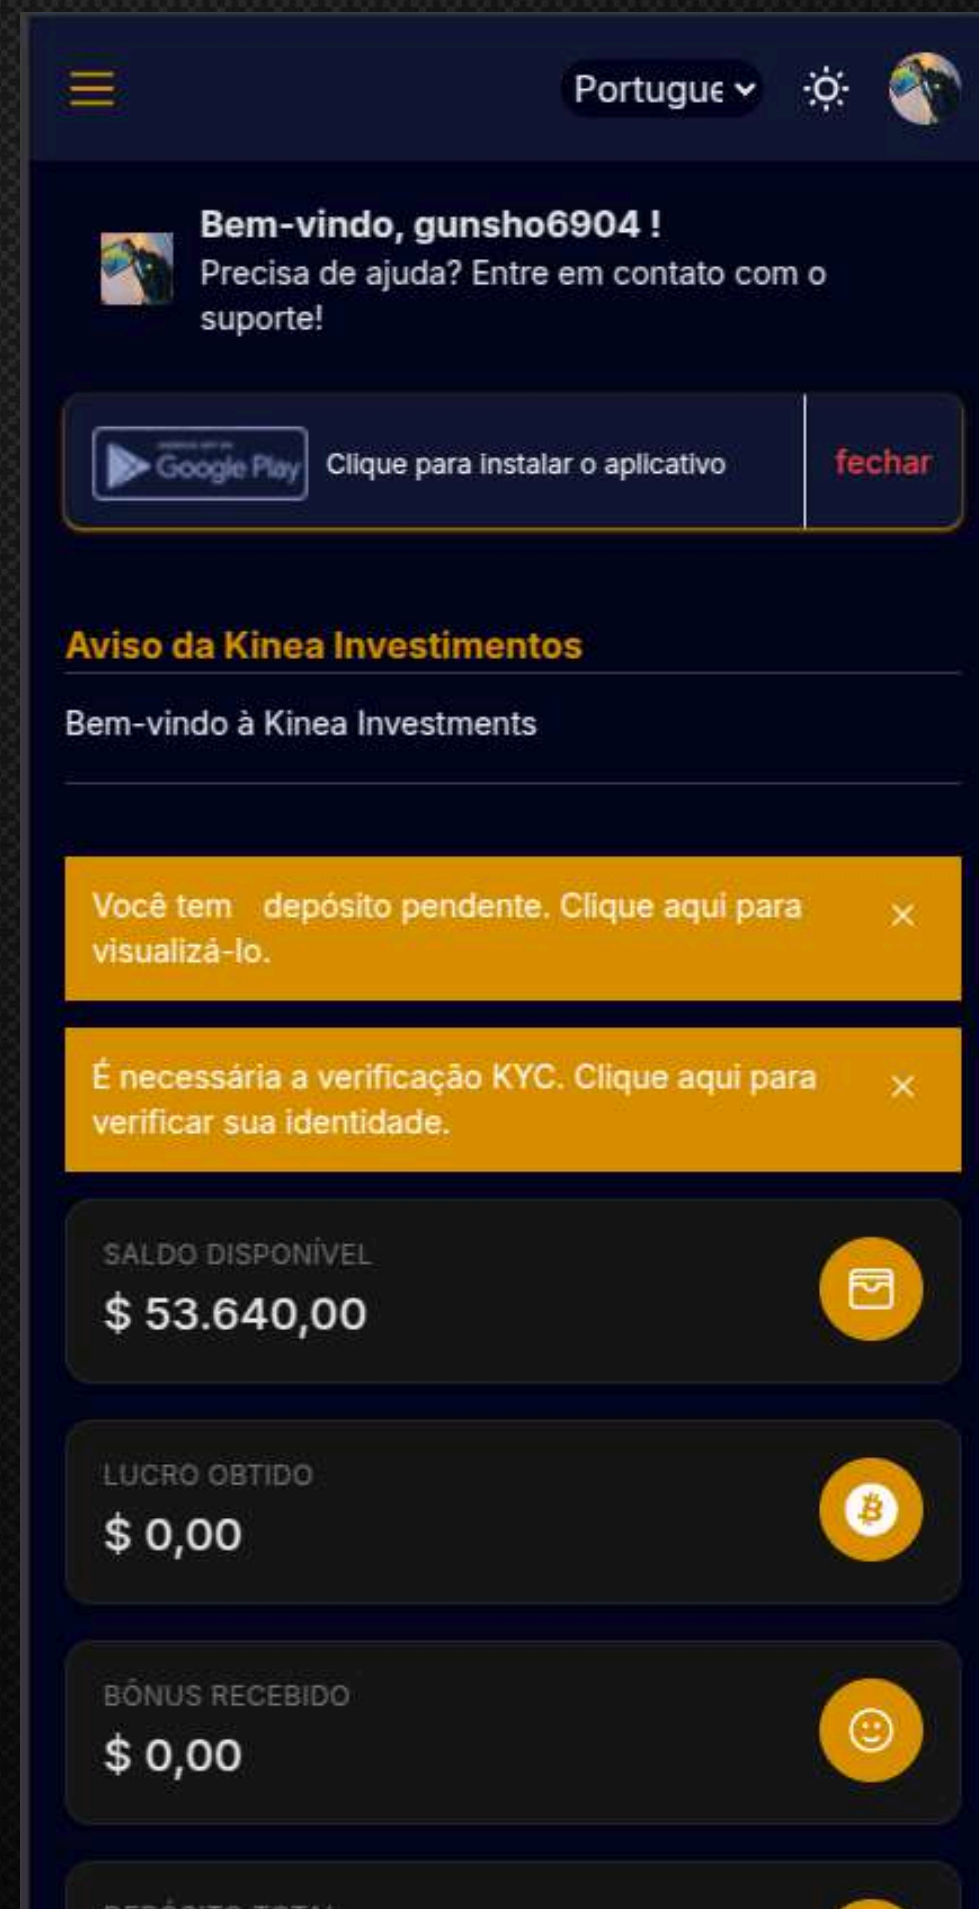 Portugue
Bem-vindo, gunsho6904 !
Precisa de ajuda? Entre em contato com o
suporte!
Google Play
Clique para instalar o aplicativo
fechar
Aviso da Kinea Investimentos
Bem-vindo à Kinea Investments
Você tem depósito pendente. Clique aqui para
visualizá-lo.
É necessária a verificação KYC. Clique aqui para
verificar sua identidade.
SALDO DISPONÍVEL
$ 53.640,00
LUCRO OBTIDO
$ 0,00
BÔNUS RECEBIDO
$ 0,00